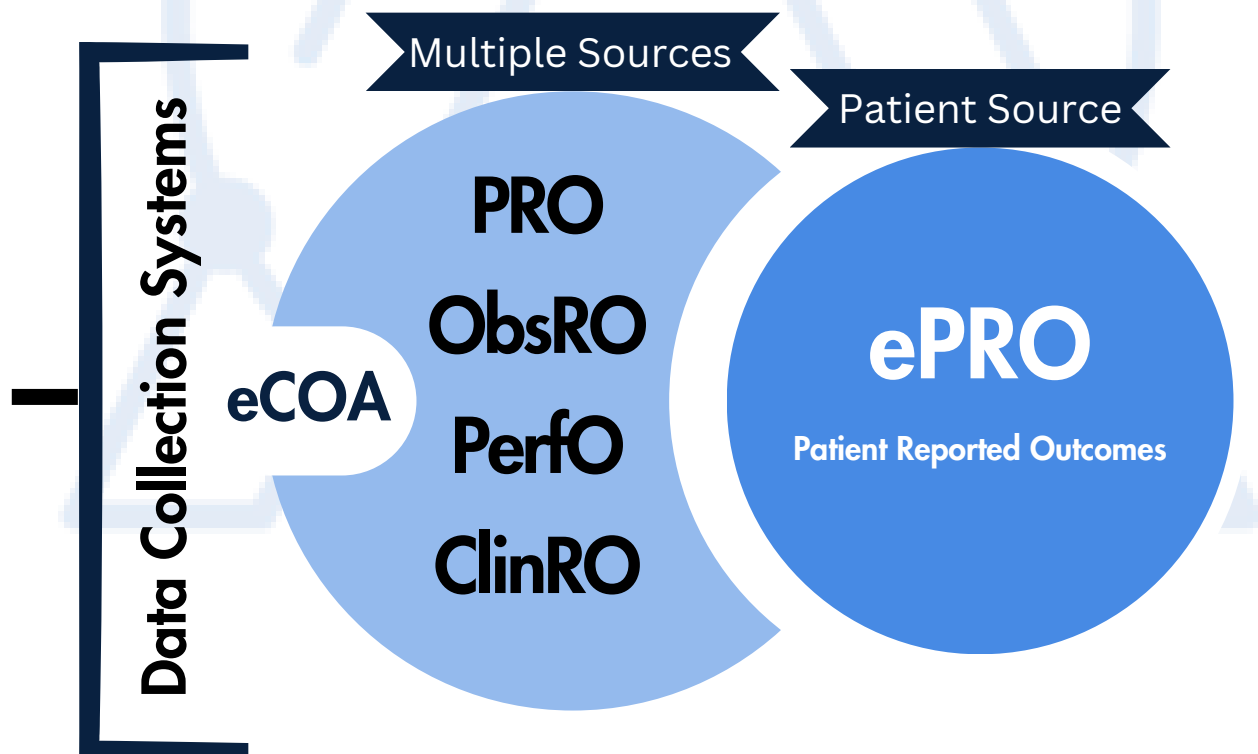 Multiple Sources
Patient Source
Data Collection Systems
eCOA
PRO
ObsRO
PerfO
ClinRO
ePRO
Patient Reported Outcomes